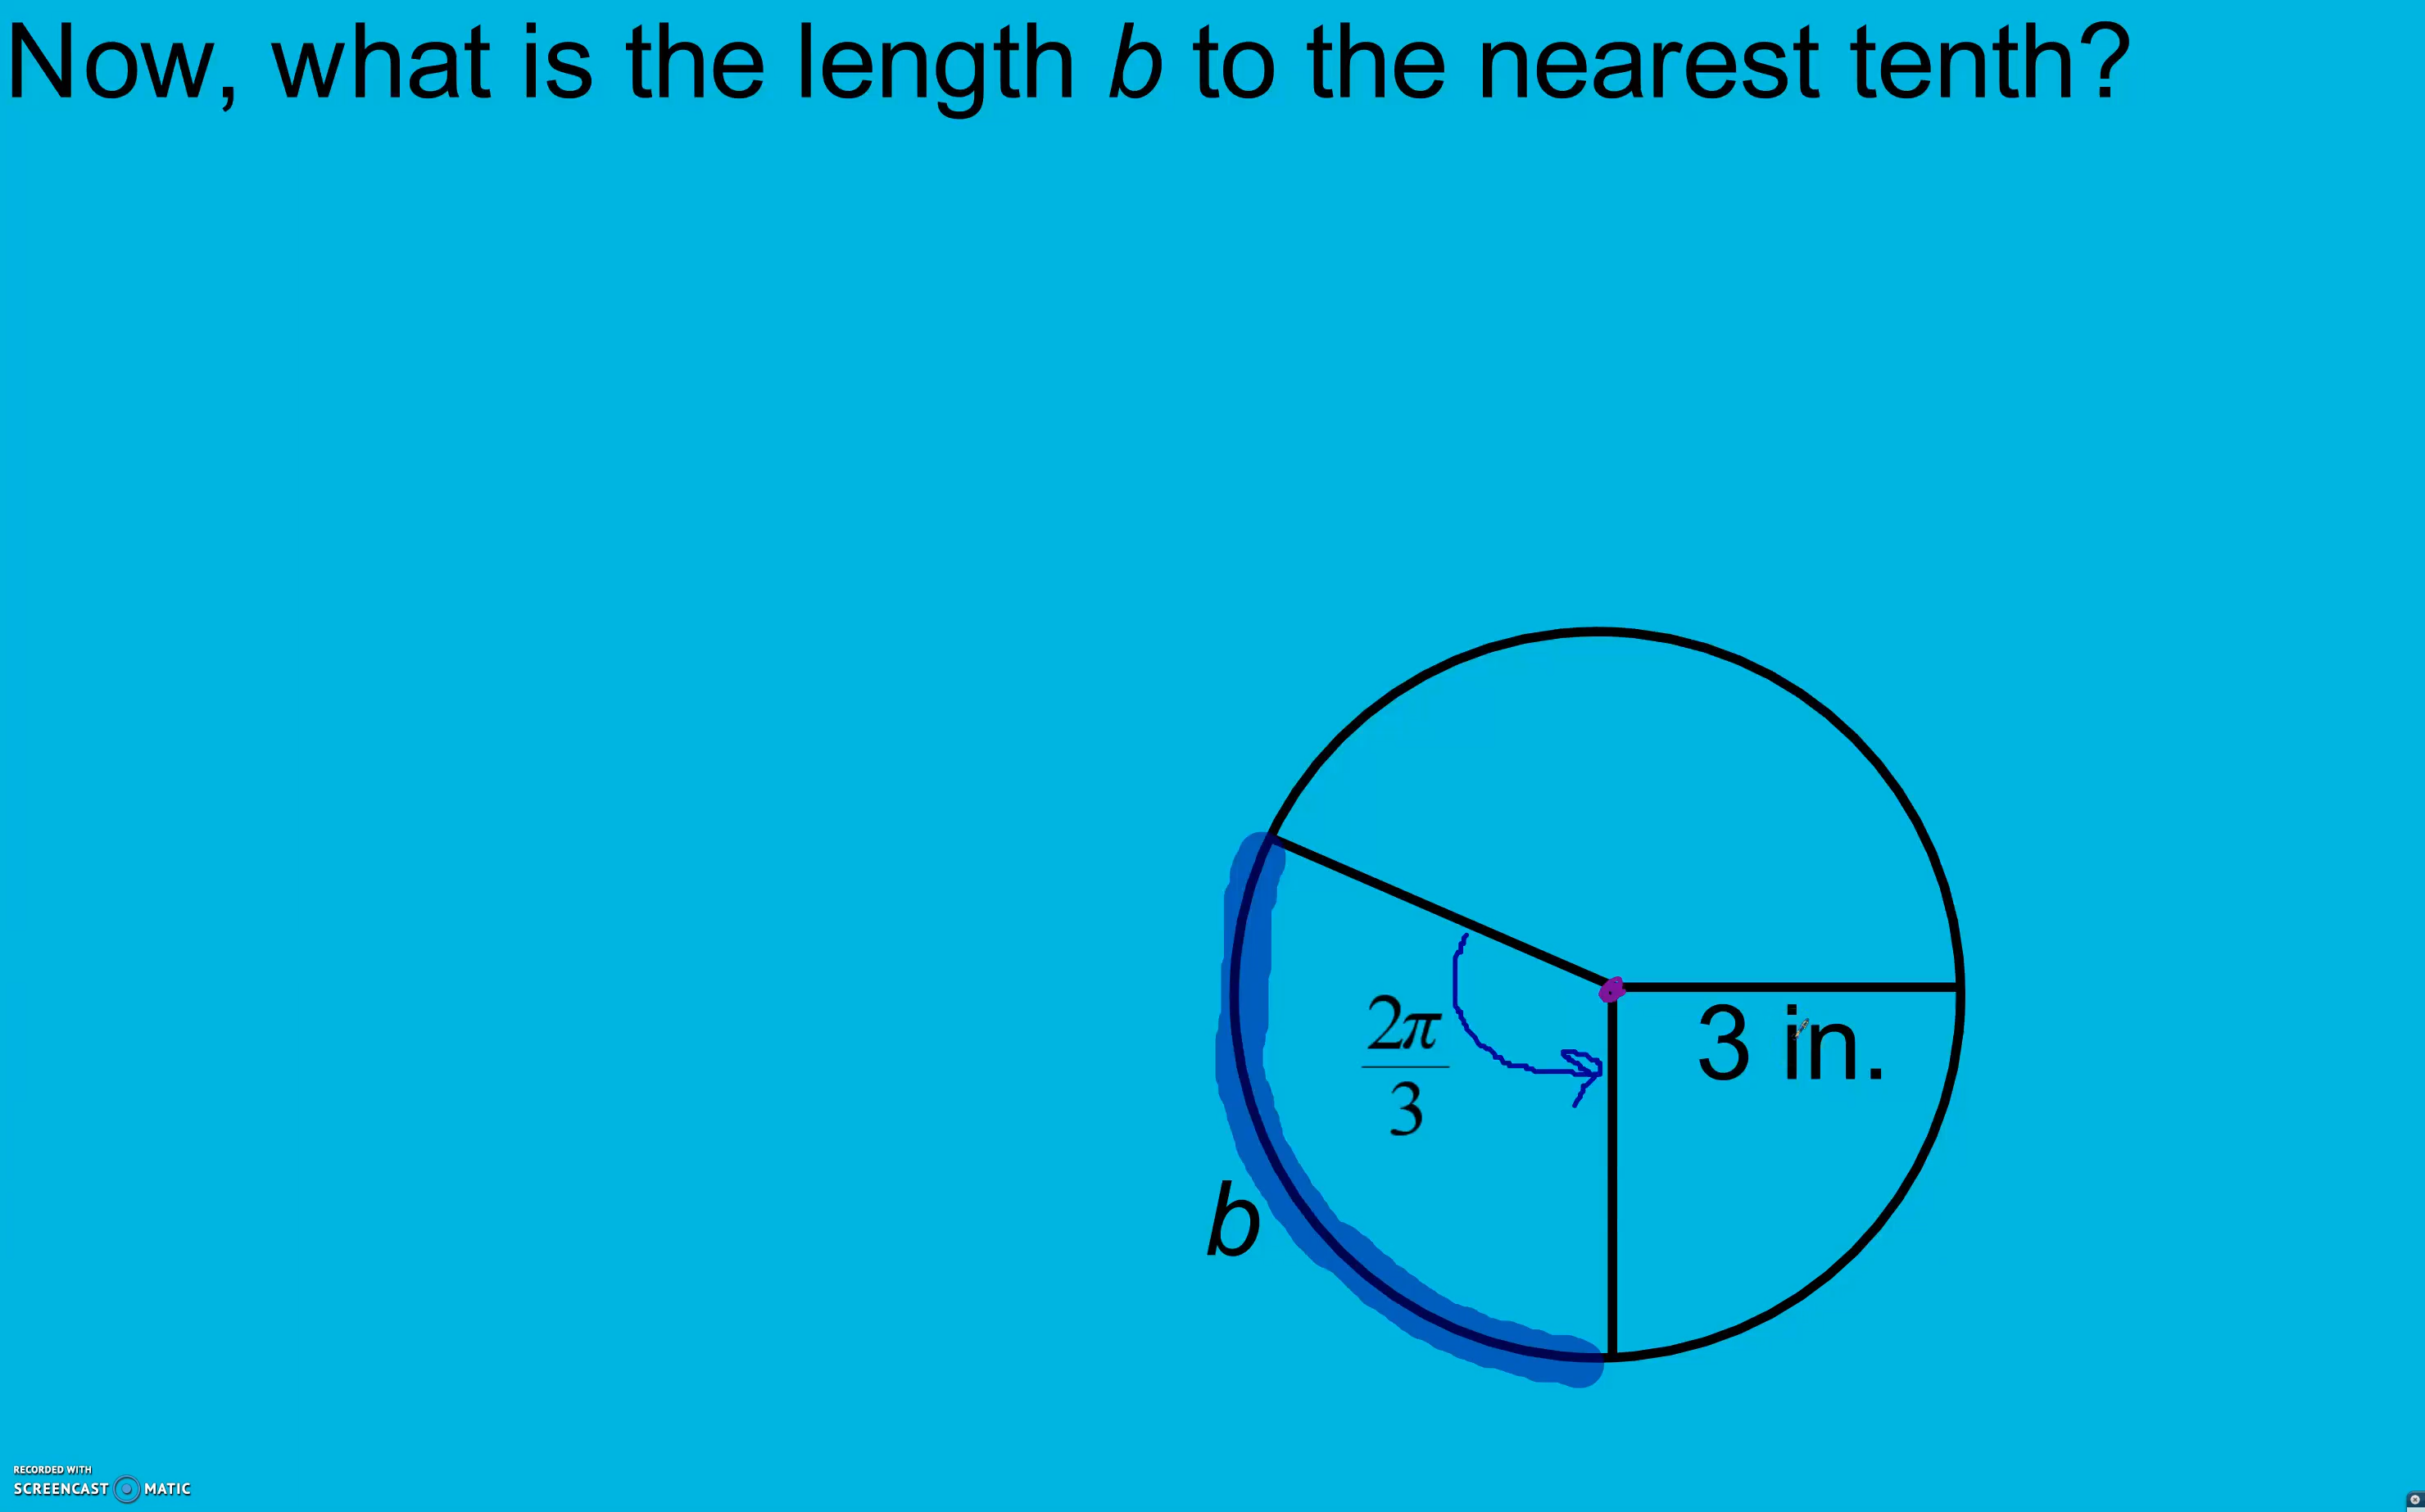 Now, what is the length b to the nearest tenth?
2π
3
3 in.
b
RECORDED WITH
SCREENCAST MATIC